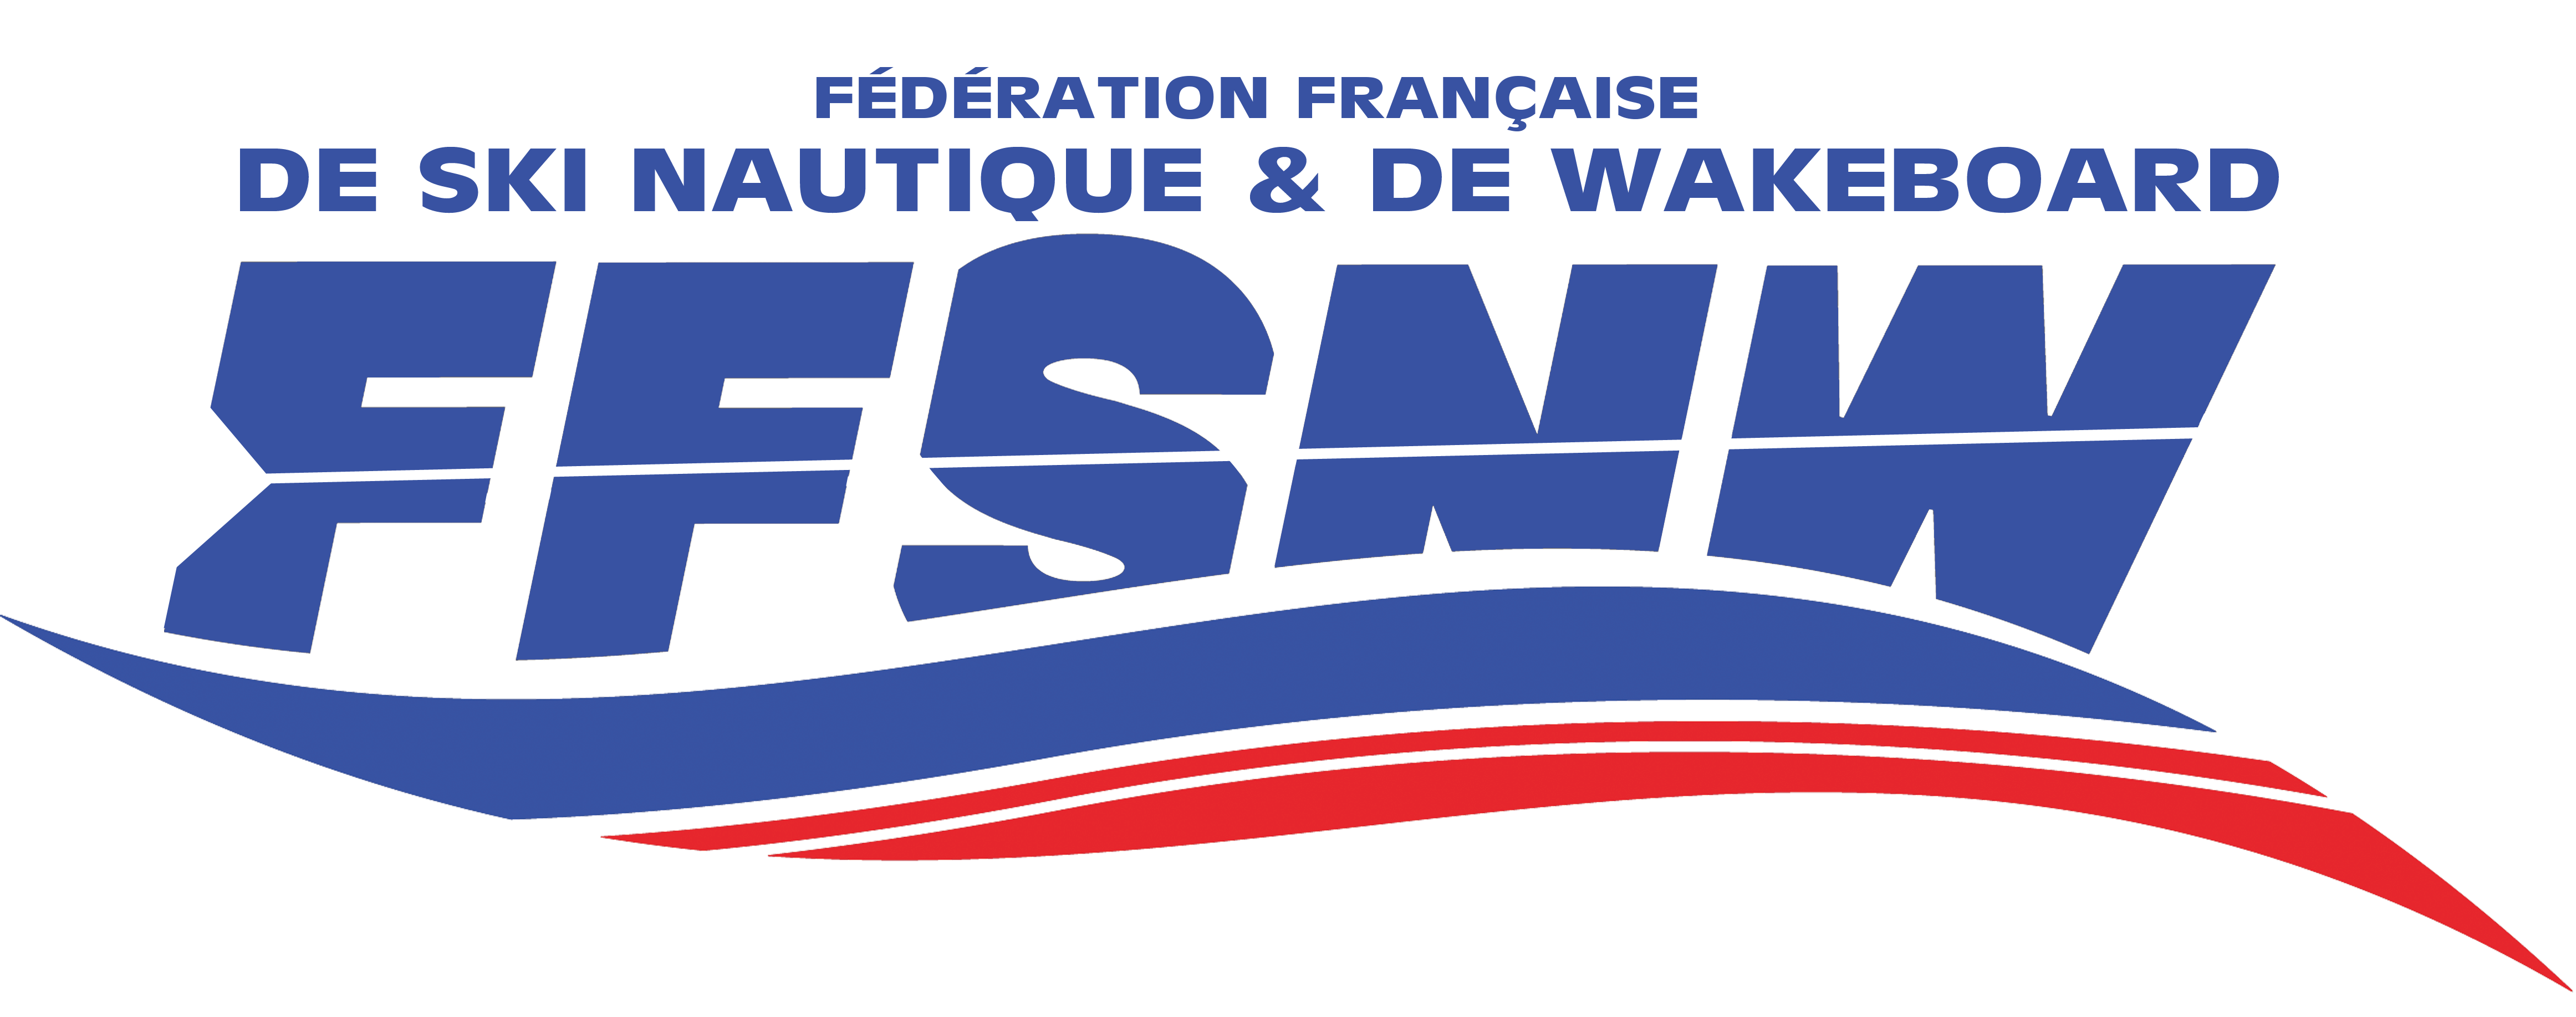 FÉDÉRATION FRANÇAISE
DE SKI NAUTIQUE & DE WAKEBOARD
FFSNW